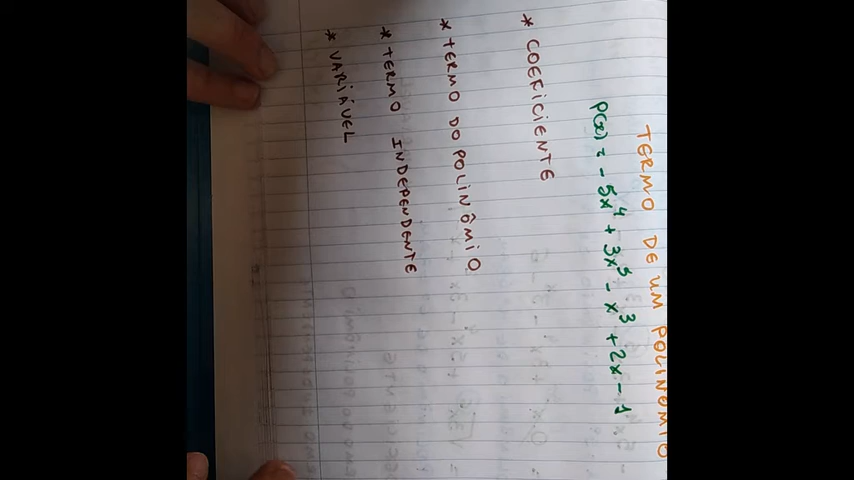 TERMO DE UM POLINÔMIO
P(x) = - 5x⁴ + 3x⁵ - x³ + 2x - 1
* COEFICIENTE
* TERMO DO POLINÔMIO
* TERMO INDEPENDENTE
* VARIÁVEL